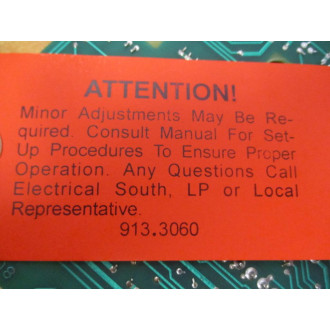 ATTENTION!
Minor Adjustments May Be Re-
quired. Consult Manual For Set-
Up Procedures To Ensure Proper
Operation. Any Questions Call
Electrical South, LP or Local
Representative.
913.3060